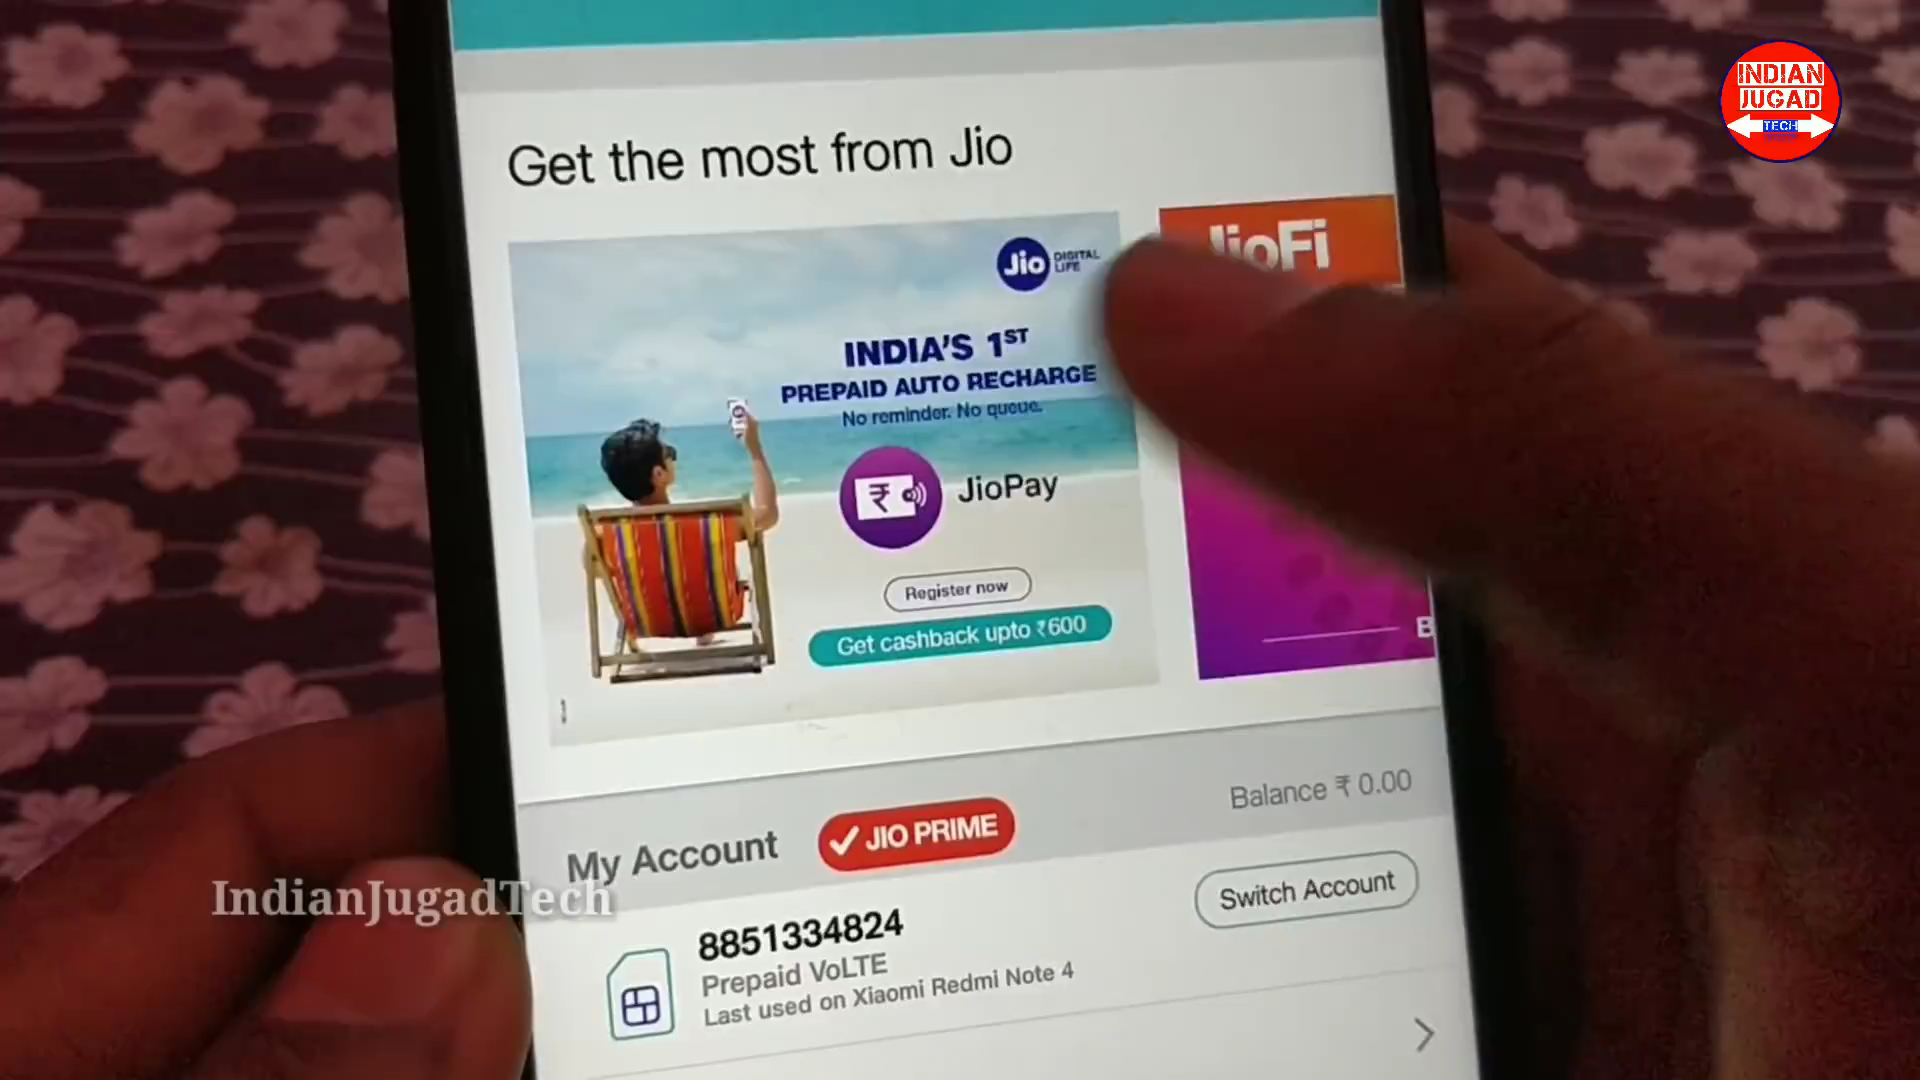 INDIAN
JUGAD
TECH
Get the most from Jio
Jio DIGITAL
LIFE
JioFi
INDIA'S 1ST
PREPAID AUTO RECHARGE
No reminder. No queue.
₹
JioPay
Register now
Get cashback upto ₹600
B
My Account
✓ JIO PRIME
Balance ₹ 0.00
IndianJugadTech
8851334824
Switch Account
Prepaid VoLTE
Last used on Xiaomi Redmi Note 4